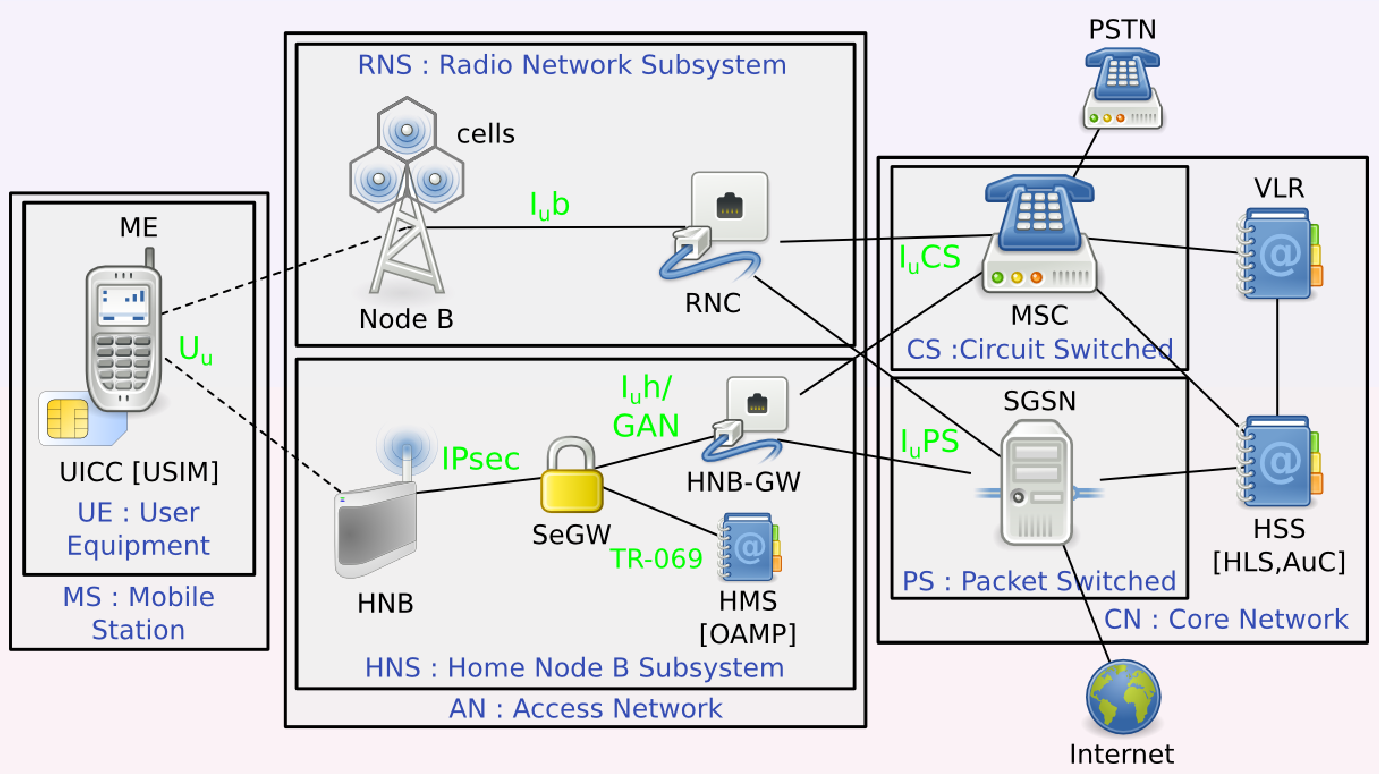 PSTN
RNS : Radio Network Subsystem
cells
Iub
RNC
Node B
ME
Uu
UICC [USIM]
UE : User
Equipment
MS : Mobile
Station
IuCS
MSC
CS :Circuit Switched
VLR
Iuh/
GAN
HNB-GW
IPsec
SeGW
TR-069
HNB
HMS
[OAMP]
HNS : Home Node B Subsystem
AN : Access Network
IuPS
SGSN
PS : Packet Switched
HSS
[HLS,AuC]
CN : Core Network
Internet